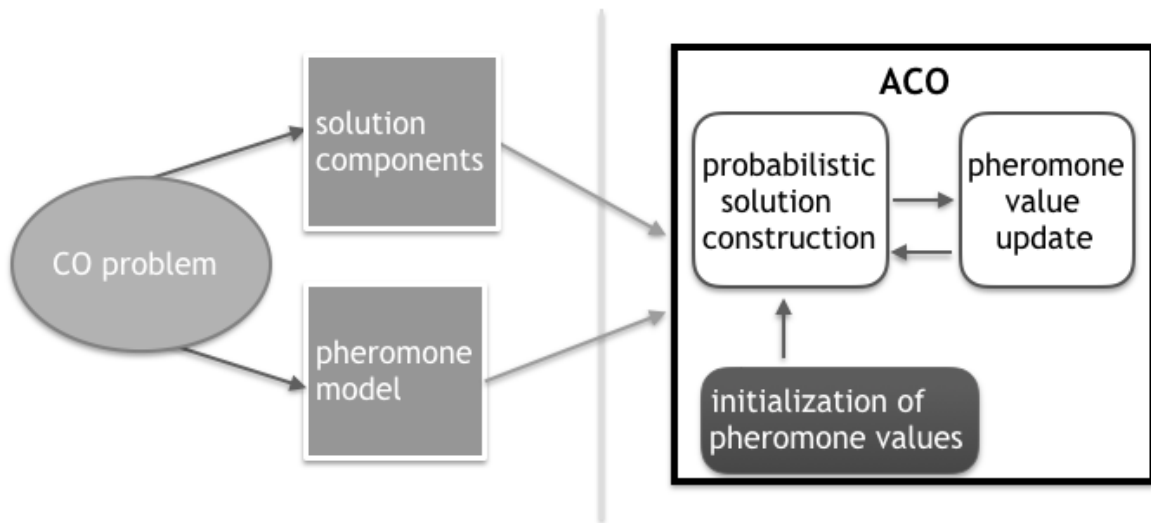 CO problem
solution
components
pheromone
model
ACO
probabilistic
solution
construction
pheromone
value
update
initialization of
pheromone values